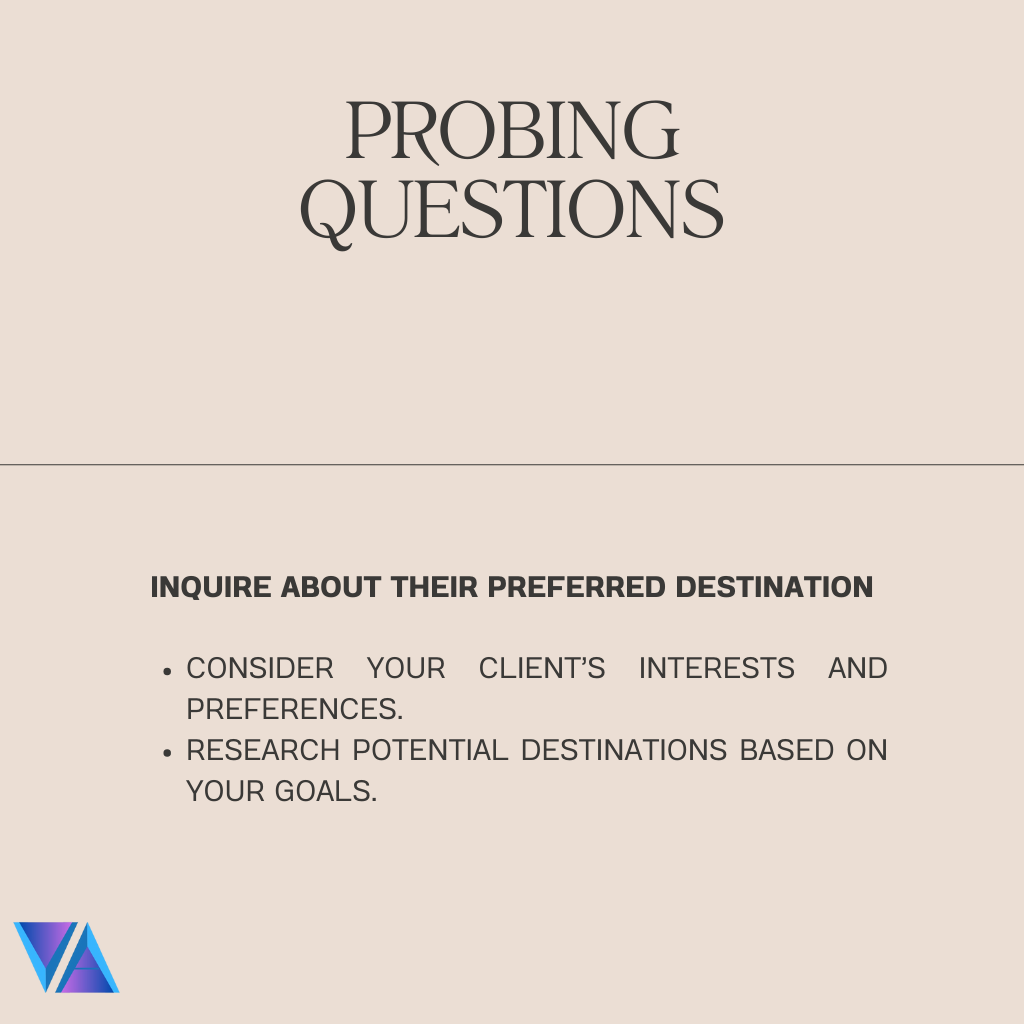 PROBING
QUESTIONS
INQUIRE ABOUT THEIR PREFERRED DESTINATION
• CONSIDER YOUR CLIENT’S INTERESTS AND
PREFERENCES.
• RESEARCH POTENTIAL DESTINATIONS BASED ON
YOUR GOALS.
VA